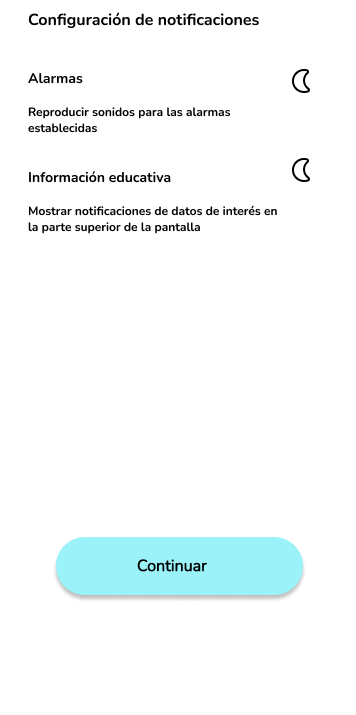 Configuración de notificaciones
Alarmas
Reproducir sonidos para las alarmas
establecidas
Información educativa
Mostrar notificaciones de datos de interés en
la parte superior de la pantalla
Continuar